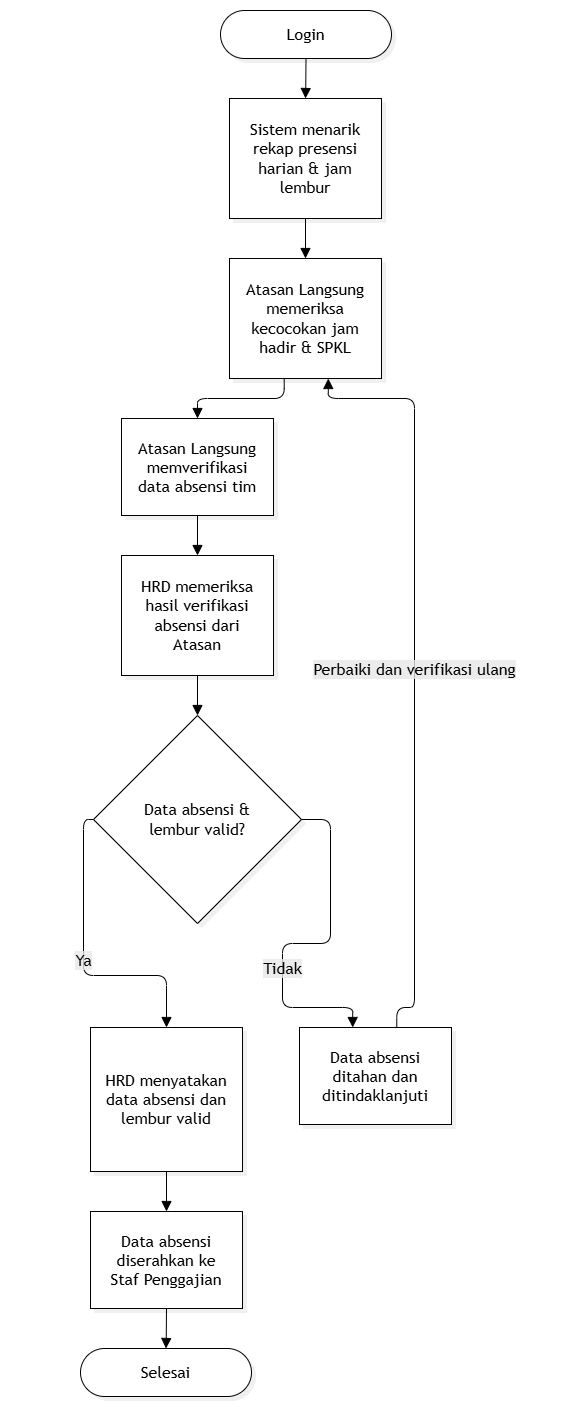 Login
Sistem menarik
rekap presensi
harian & jam
lembur
Atasan Langsung
memeriksa
kecocokan jam
hadir & SPKL
Atasan Langsung
memverifikasi
data absensi tim
HRD memeriksa
hasil verifikasi
absensi dari
Atasan
Perbaiki dan verifikasi ulang
Data absensi &
lembur valid?
Ya
Tidak
HRD menyatakan
data absensi dan
lembur valid
Data absensi
ditahan dan
ditindaklanjuti
Data absensi
diserahkan ke
Staf Penggajian
Selesai